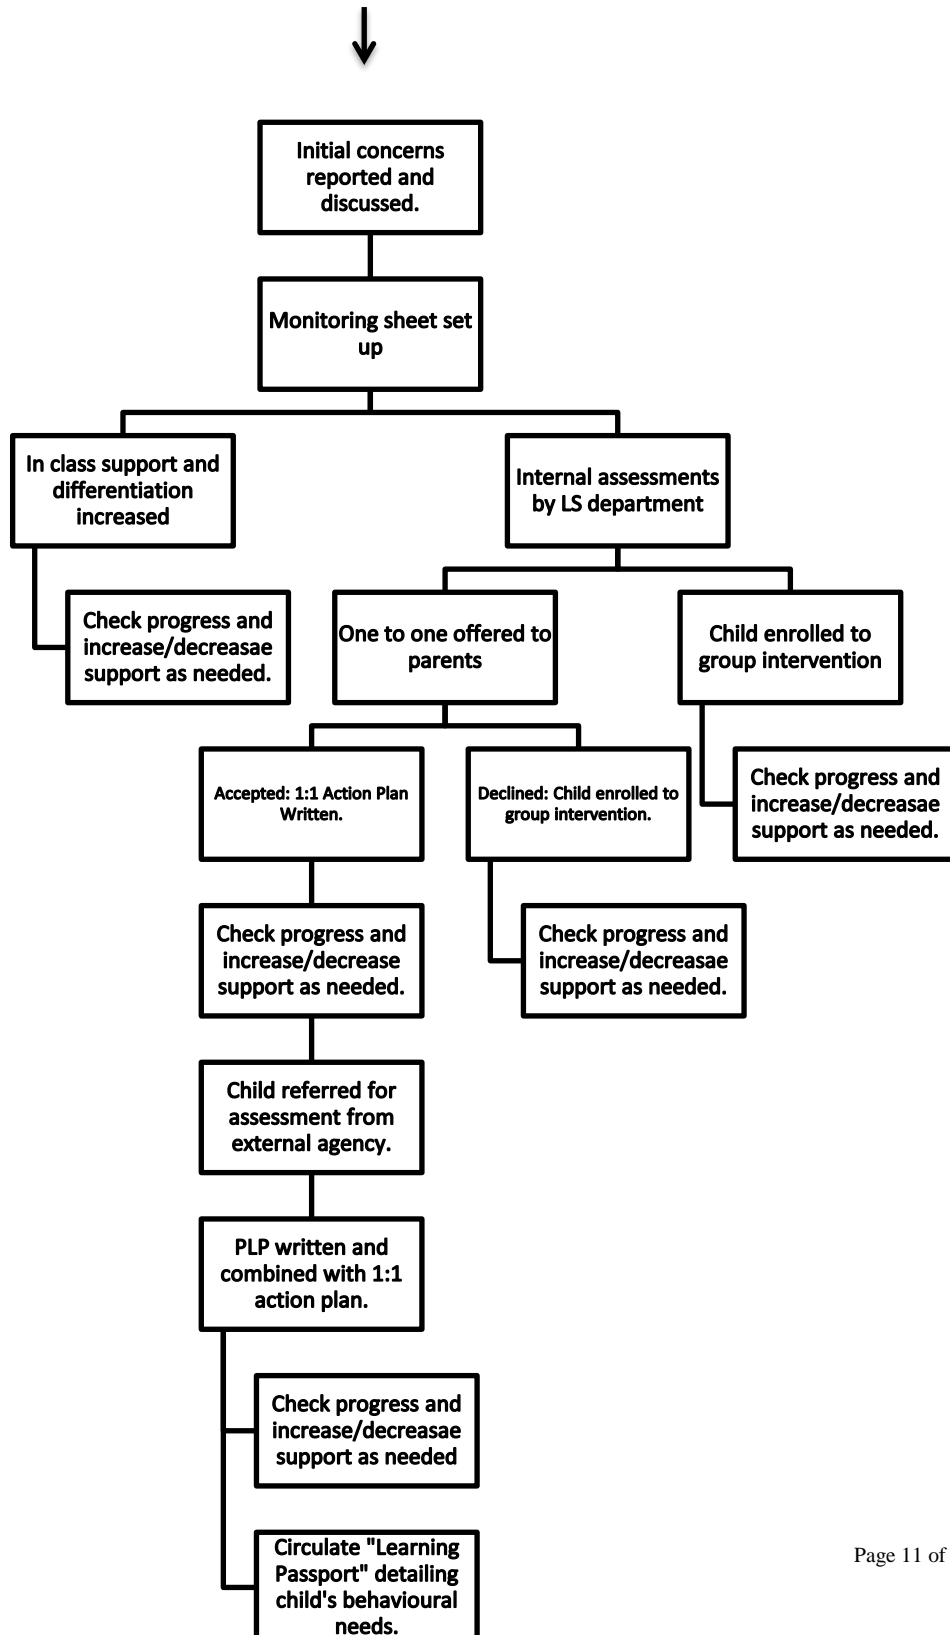 Initial concerns
reported and
discussed.
Monitoring sheet set
up
In class support and
differentiation
increased
Internal assessments
by LS department
Check progress and
increase/decreasae
support as needed.
One to one offered to
parents
Child enrolled to
group intervention
Accepted: 1:1 Action Plan
Written.
Declined: Child enrolled to
group intervention.
Check progress and
increase/decreasae
support as needed.
Check progress and
increase/decrease
support as needed.
Check progress and
increase/decreasae
support as needed.
Child referred for
assessment from
external agency.
PLP written and
combined with 1:1
action plan.
Check progress and
increase/decreasae
support as needed
Circulate "Learning
Passport" detailing
child's behavioural
needs.
Page 11 of